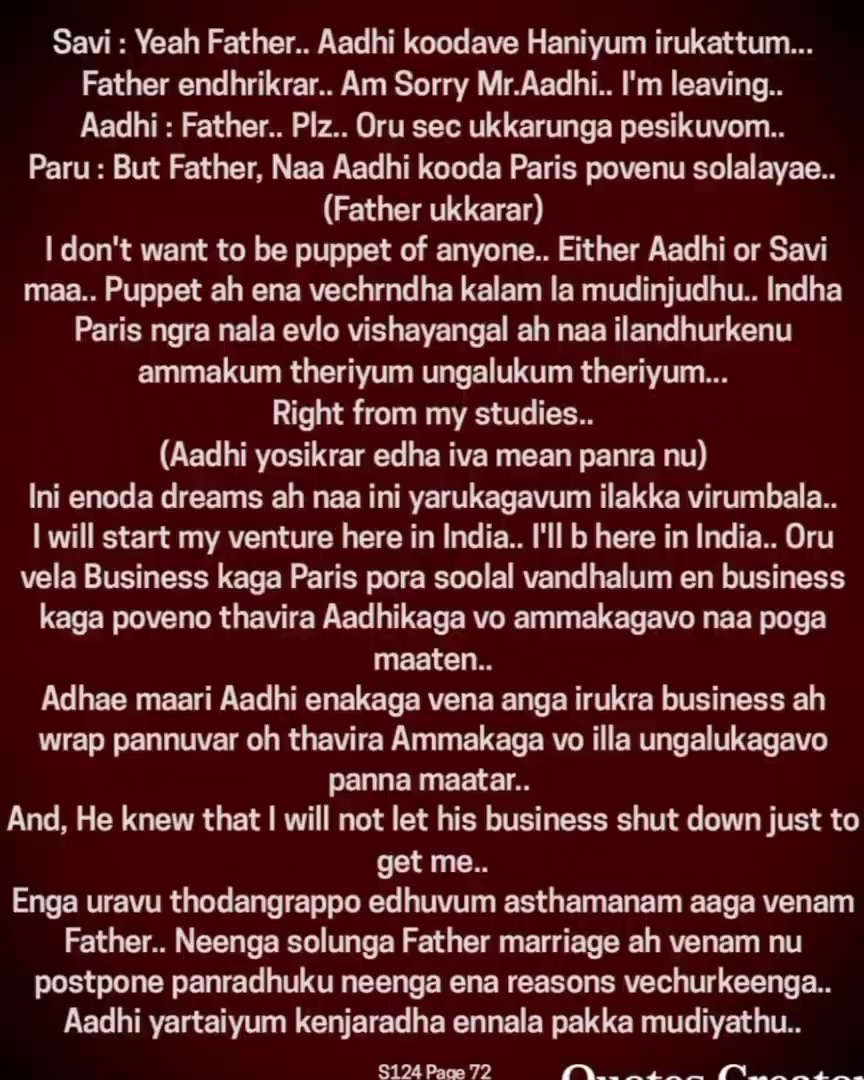 Savi : Yeah Father.. Aadhi koodave Haniyum irukattum...
Father endhrikrar.. Am Sorry Mr.Aadhi.. I'm leaving..
Aadhi : Father.. Plz.. Oru sec ukkarunga pesikuvom..
Paru : But Father, Naa Aadhi kooda Paris povenu solalayae..
(Father ukkarar)
I don't want to be puppet of anyone.. Either Aadhi or Savi
maa.. Puppet ah ena vechrndha kalam la mudinjudhu.. Indha
Paris ngra nala evlo vishayangal ah naa ilandhurkenu
ammakum theriyum ungalukum theriyum...
Right from my studies..
(Aadhi yosikrar edha iva mean panra nu)
Ini enoda dreams ah naa ini yarukagavum ilakka virumbala..
I will start my venture here in India.. I'll b here in India.. Oru
vela Business kaga Paris pora soolal vandhalum en business
kaga poveno thavira Aadhikaga vo ammakagavo naa poga
maaten..
Adhae maari Aadhi enakaga vena anga irukra business ah
wrap pannuvar oh thavira Ammakaga vo illa ungalukagavo
panna maatar..
And, He knew that I will not let his business shut down just to
get me..
Enga uravu thodangrappo edhuvum asthamanam aaga venam
Father.. Neenga solunga Father marriage ah venam nu
postpone panradhuku neenga ena reasons vechurkeenga..
Aadhi yartaiyum kenjaradha ennala pakka mudiyathu..
S124 Page 72
Quotes Creator